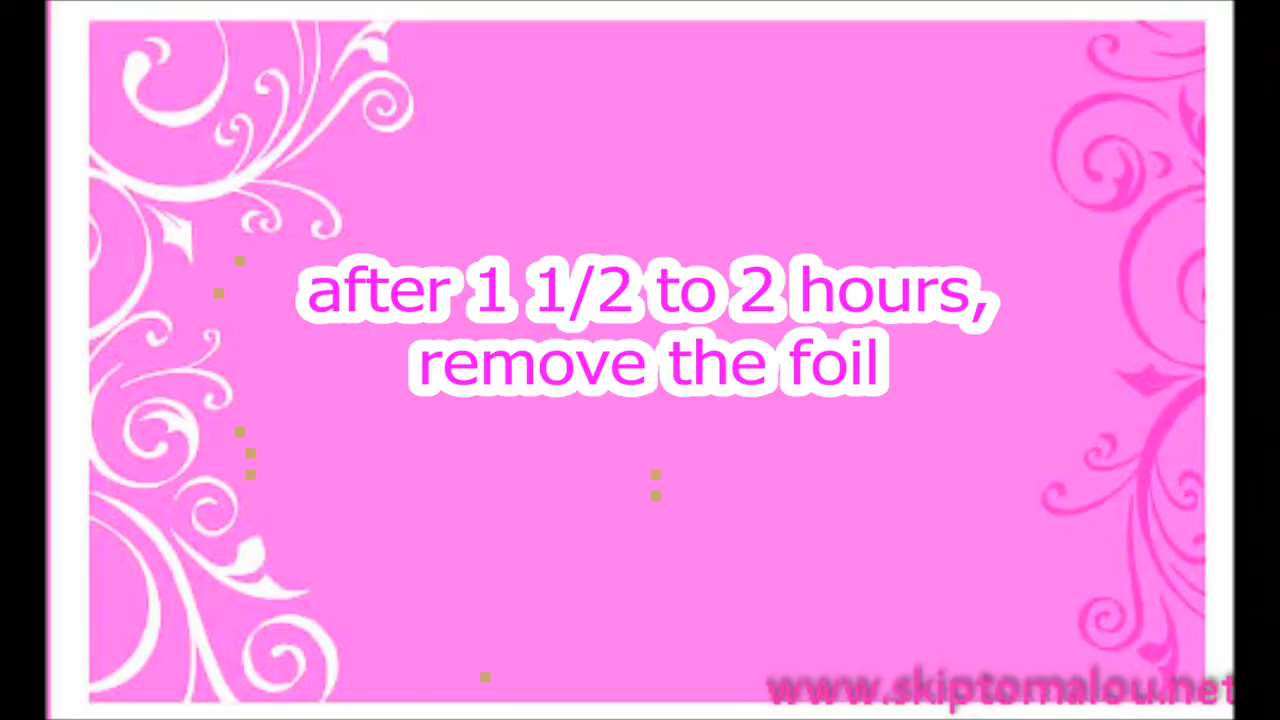 after 1 1/2 to 2 hours,
remove the foil
www.skiptomalou.net